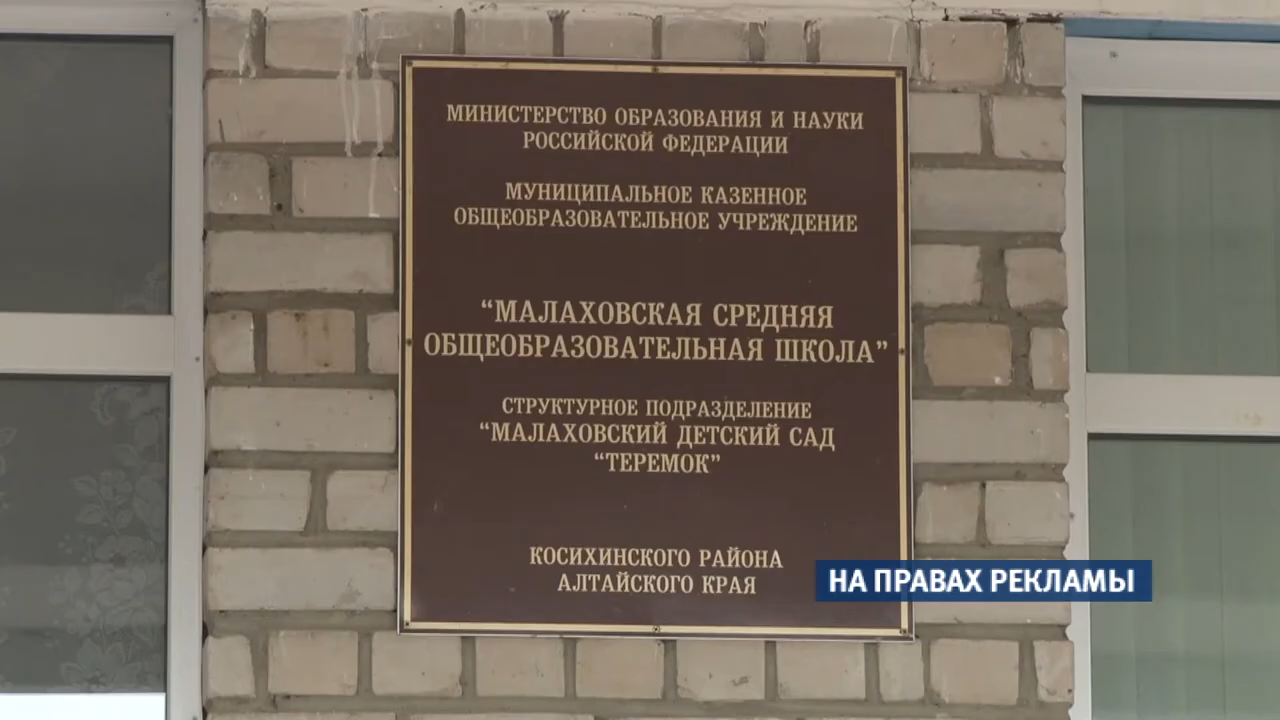 МИНИСТЕРСТВО ОБРАЗОВАНИЯ И НАУКИ
РОССИЙСКОЙ ФЕДЕРАЦИИ
МУНИЦИПАЛЬНОЕ КАЗЕННОЕ
ОБЩЕОБРАЗОВАТЕЛЬНОЕ УЧРЕЖДЕНИЕ
“МАЛАХОВСКАЯ СРЕДНЯЯ
ОБЩЕОБРАЗОВАТЕЛЬНАЯ ШКОЛА”
СТРУКТУРНОЕ ПОДРАЗДЕЛЕНИЕ
“МАЛАХОВСКИЙ ДЕТСКИЙ САД
“ТЕРЕМОК”
КОСИХИНСКОГО РАЙОНА
АЛТАЙСКОГО КРАЯ
НА ПРАВАХ РЕКЛАМЫ